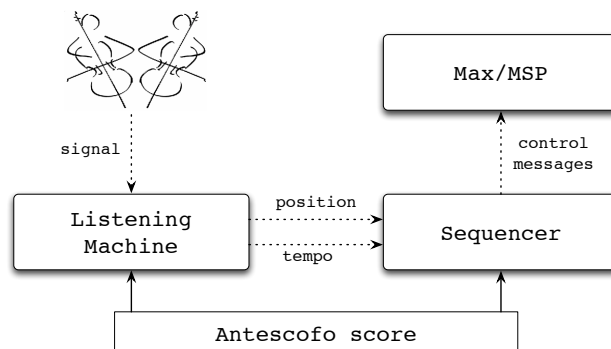 Max/MSP
signal
control
messages
position
Listening
Machine
Sequencer
tempo
Antescofo score